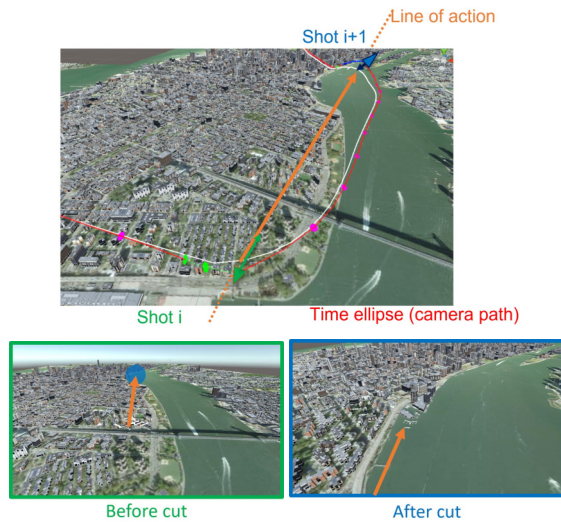 Line of action
Shot i+1
Shot i
Time ellipse (camera path)
Before cut
After cut